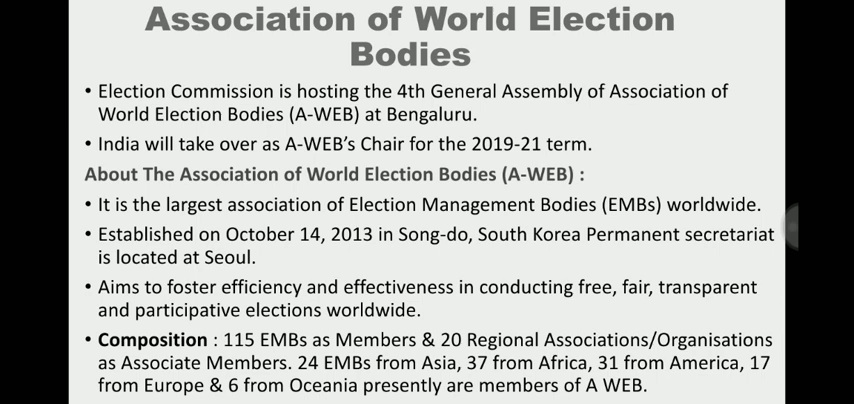 Association of World Election
Bodies
• Election Commission is hosting the 4th General Assembly of Association of
World Election Bodies (A-WEB) at Bengaluru.
• India will take over as A-WEB's Chair for the 2019-21 term.
About The Association of World Election Bodies (A-WEB) :
• It is the largest association of Election Management Bodies (EMBs) worldwide.
• Established on October 14, 2013 in Song-do, South Korea Permanent secretariat
is located at Seoul.
• Aims to foster efficiency and effectiveness in conducting free, fair, transparent
and participative elections worldwide.
• Composition : 115 EMBs as Members & 20 Regional Associations/Organisations
as Associate Members. 24 EMBs from Asia, 37 from Africa, 31 from America, 17
from Europe & 6 from Oceania presently are members of A WEB.